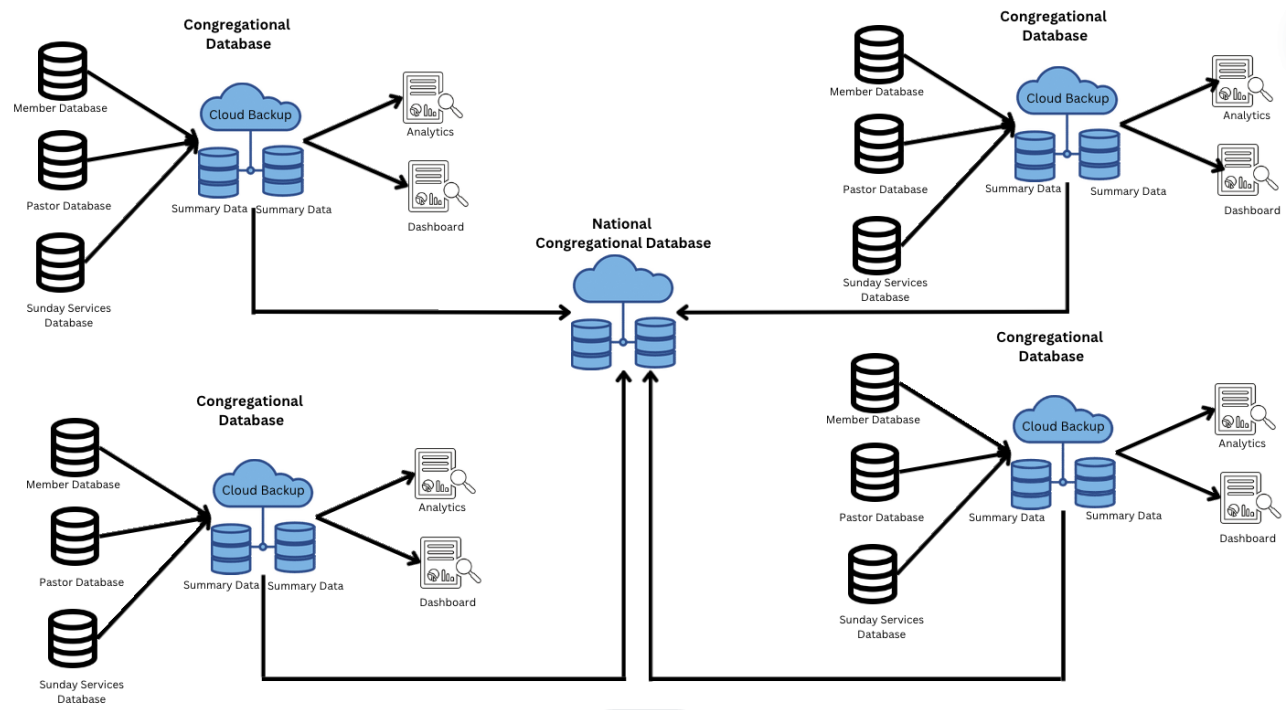 Congregational
Database
Member Database
Cloud Backup
Analytics
Pastor Database
Summary Data
Summary Data
Dashboard
Sunday Services
Database
Congregational
Database
Member Database
Cloud Backup
Analytics
Pastor Database
Summary Data
Summary Data
Dashboard
Sunday Services
Database
National
Congregational Database
Congregational
Database
Member Database
Cloud Backup
Analytics
Pastor Database
Summary Data
Summary Data
Dashboard
Sunday Services
Database
Congregational
Database
Member Database
Cloud Backup
Analytics
Pastor Database
Summary Data
Summary Data
Dashboard
Sunday Services
Database